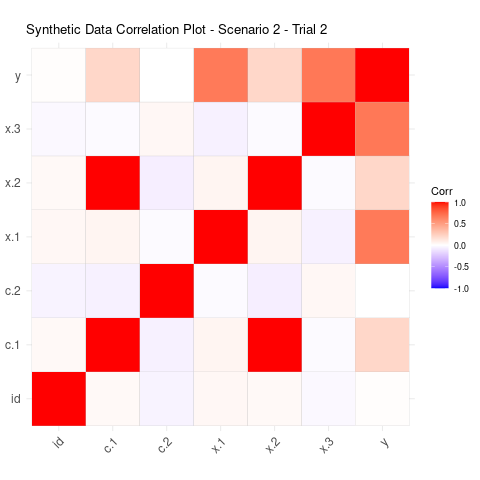 Synthetic Data Correlation Plot - Scenario 2 - Trial 2
y
x.3
x.2
x.1
c.2
c.1
id
id
c.1
c.2
x.1
x.2
x.3
y
Corr
1.0
0.5
0.0
-0.5
-1.0